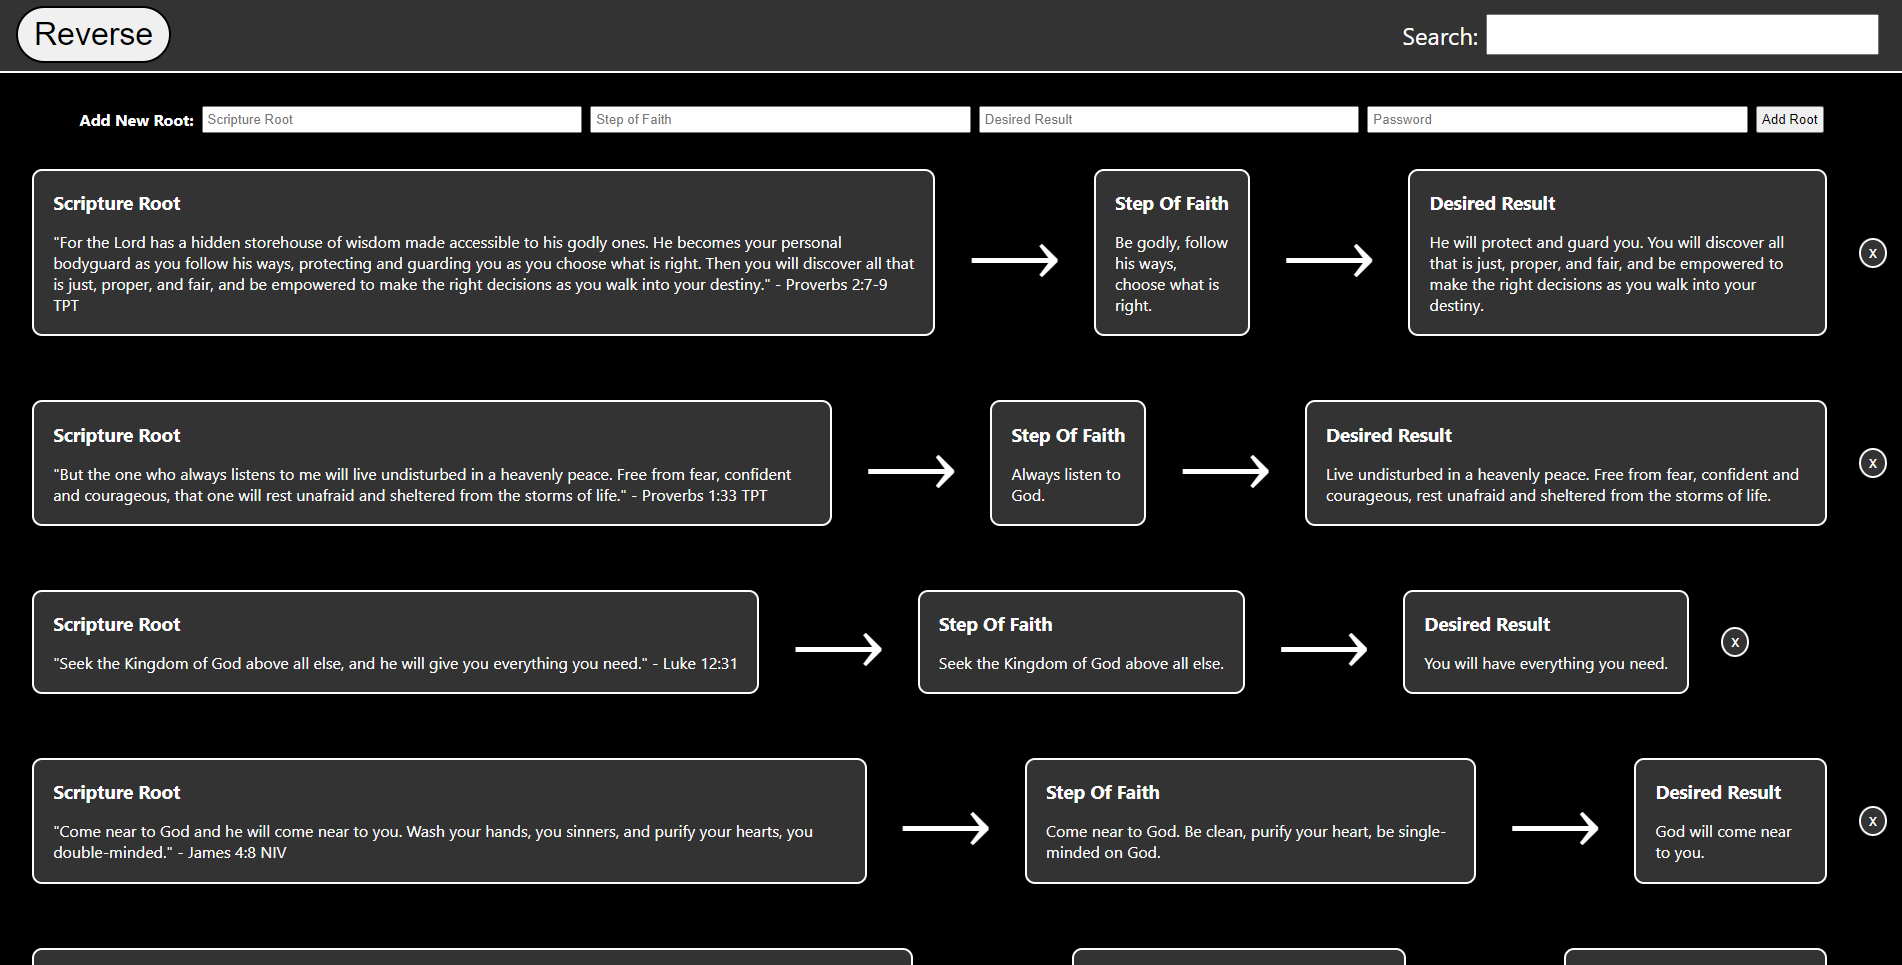 Reverse
Search:
Add New Root: Scripture Root Step of Faith Desired Result Password Add Root
Scripture Root
"For the Lord has a hidden storehouse of wisdom made accessible to his godly ones. He becomes your personal
bodyguard as you follow his ways, protecting and guarding you as you choose what is right. Then you will discover all that
is just, proper, and fair, and be empowered to make the right decisions as you walk into your destiny." - Proverbs 2:7-9
TPT
Step Of Faith
Be godly, follow
his ways,
choose what is
right.
Desired Result
He will protect and guard you. You will discover all
that is just, proper, and fair, and be empowered to
make the right decisions as you walk into your
destiny.
x
Scripture Root
"But the one who always listens to me will live undisturbed in a heavenly peace. Free from fear, confident
and courageous, that one will rest unafraid and sheltered from the storms of life." - Proverbs 1:33 TPT
Step Of Faith
Always listen to
God.
Desired Result
Live undisturbed in a heavenly peace. Free from fear, confident and
courageous, rest unafraid and sheltered from the storms of life.
x
Scripture Root
"Seek the Kingdom of God above all else, and he will give you everything you need." - Luke 12:31
Step Of Faith
Seek the Kingdom of God above all else.
Desired Result
You will have everything you need.
x
Scripture Root
"Come near to God and he will come near to you. Wash your hands, you sinners, and purify your hearts, you
double-minded." - James 4:8 NIV
Step Of Faith
Come near to God. Be clean, purify your heart, be single-
minded on God.
Desired Result
God will come near
to you.
x